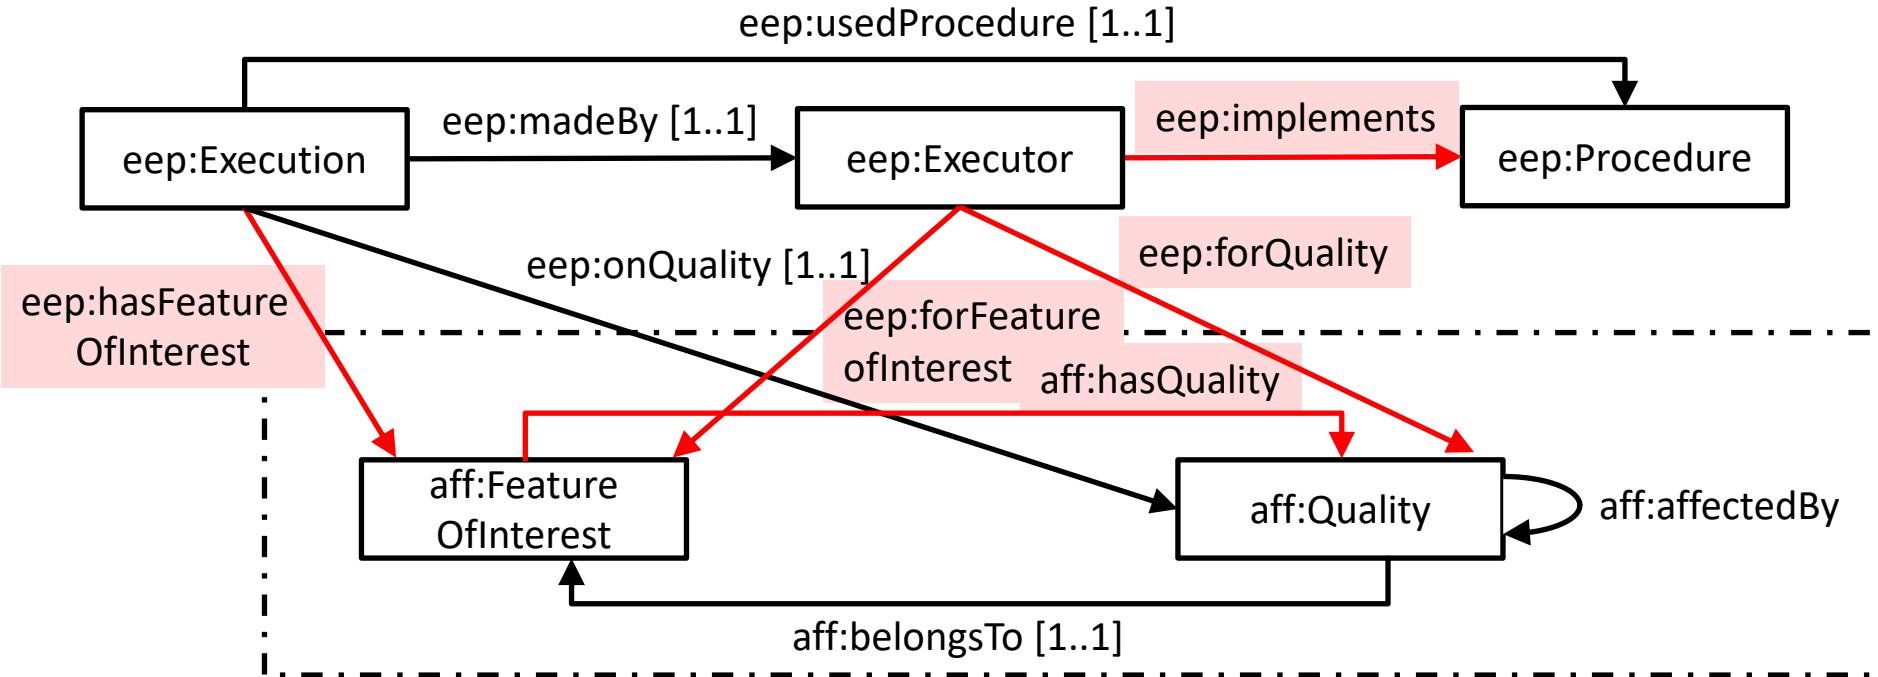 eep:usedProcedure [1..1]
eep:madeBy [1..1]
eep:implements
eep:Execution
eep:Executor
eep:Procedure
eep:onQuality [1..1]
eep:forQuality
eep:hasFeature
OfInterest
eep:forFeature
ofInterest
aff:hasQuality
aff:Feature
OfInterest
aff:Quality
aff:affectedBy
aff:belongsTo [1..1]